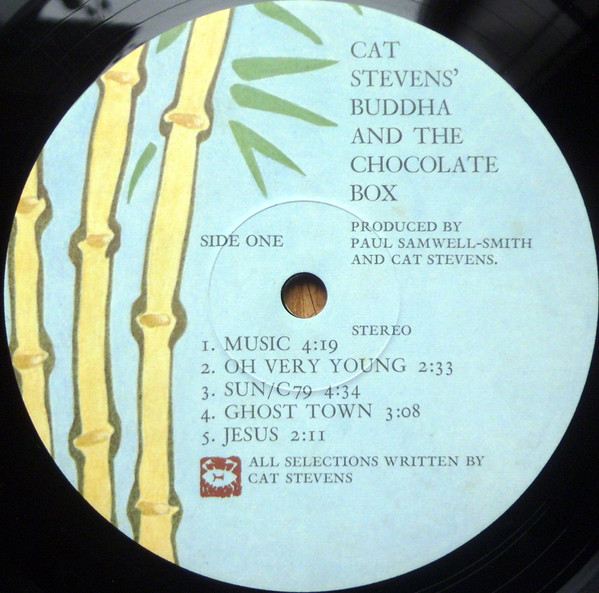 CAT
STEVENS'
BUDDHA
AND THE
CHOCOLATE
BOX
SIDE ONE
PRODUCED BY
PAUL SAMWELL-SMITH
AND CAT STEVENS.
STEREO
1. MUSIC 4:19
2. OH VERY YOUNG 2:33
3. SUN/C79 4:34
4. GHOST TOWN 3:08
5. JESUS 2:11
ALL SELECTIONS WRITTEN BY
CAT STEVENS